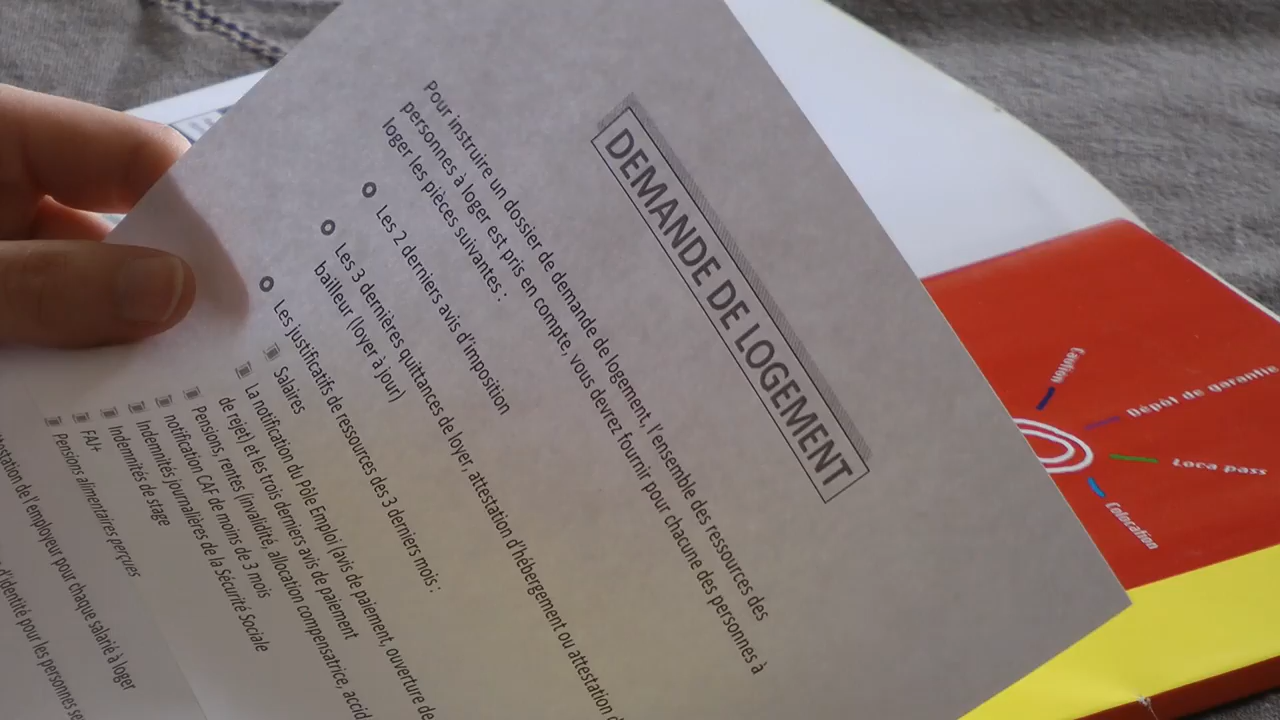 DEMANDE DE LOGEMENT
Pour instruire un dossier de demande de logement, l'ensemble des ressources des
personnes à loger est pris en compte, vous devrez fournir pour chacune des personnes à
loger les pièces suivantes :
Les 2 derniers avis d'imposition
Les 3 dernières quittances de loyer, attestation d'hébergement ou attestation
bailleur (loyer à jour)
Les justificatifs de ressources des 3 derniers mois :
Salaires
La notification du Pôle Emploi (avis de paiement, ouverture de
de rejet) et les trois derniers avis de paiement
Pensions, rentes (invalidité, allocation compensatrice,
notification CAF de moins de 3 mois
Indemnités journalières de la Sécurité Sociale
Indemnités de stage
FAJ+
Pensions alimentaires perçues
de l'employeur pour chaque salarié à loger
d'identité pour les personnes
Caution
Dépôt de garantie
Loca pass
Colocation